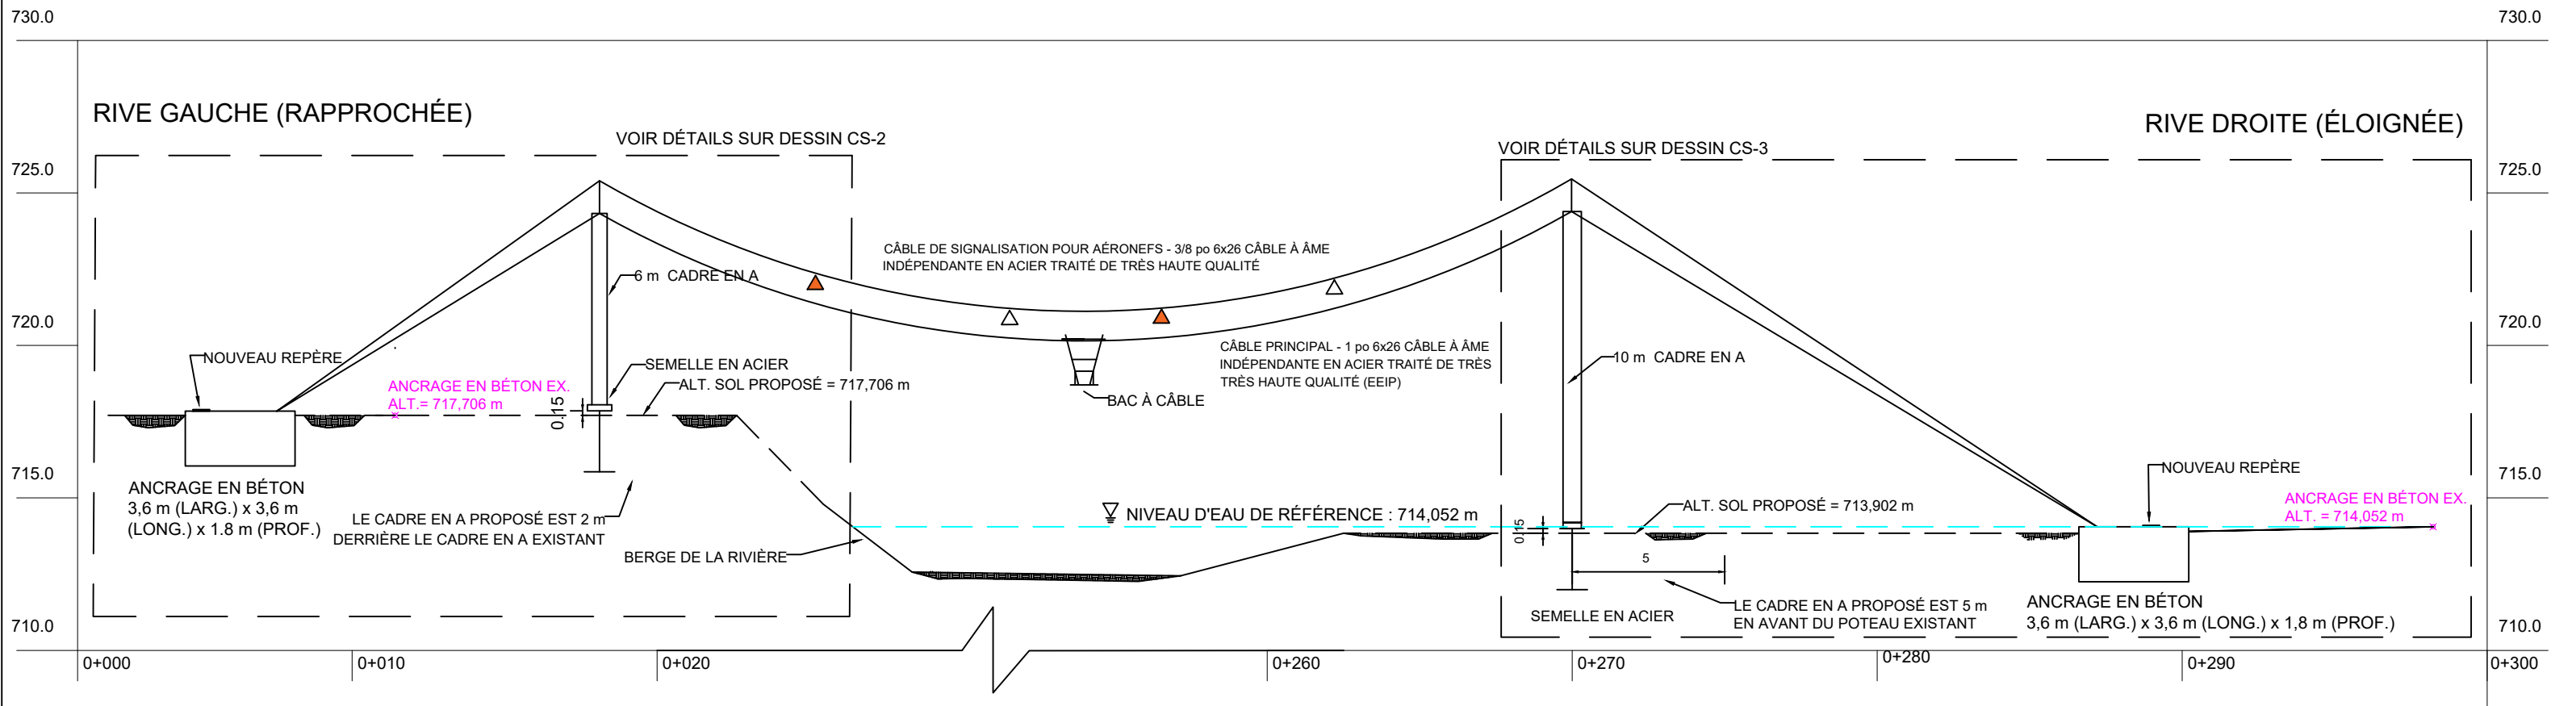 730.0
730.0
RIVE GAUCHE (RAPPROCHÉE)
RIVE DROITE (ÉLOIGNÉE)
VOIR DÉTAILS SUR DESSIN CS-2
VOIR DÉTAILS SUR DESSIN CS-3
725.0
725.0
CÂBLE DE SIGNALISATION POUR AÉRONEFS - 3/8 po 6x26 CÂBLE À ÂME
INDÉPENDANTE EN ACIER TRAITÉ DE TRÈS HAUTE QUALITÉ
6 m CADRE EN A
720.0
720.0
NOUVEAU REPÈRE
SEMELLE EN ACIER
ALT. SOL PROPOSÉ = 717,706 m
ANCRAGE EN BÉTON EX.
ALT.= 717,706 m
0.15
CÂBLE PRINCIPAL - 1 po 6x26 CÂBLE À ÂME
INDÉPENDANTE EN ACIER TRAITÉ DE TRÈS
TRÈS HAUTE QUALITÉ (EEIP)
10 m CADRE EN A
BAC À CÂBLE
715.0
715.0
NOUVEAU REPÈRE
ANCRAGE EN BÉTON
3,6 m (LARG.) x 3,6 m
(LONG.) x 1.8 m (PROF.)
LE CADRE EN A PROPOSÉ EST 2 m
DERRIÈRE LE CADRE EN A EXISTANT
BERGE DE LA RIVIÈRE
NIVEAU D'EAU DE RÉFÉRENCE : 714,052 m
0.15
ALT. SOL PROPOSÉ = 713,902 m
ANCRAGE EN BÉTON EX.
ALT. = 714,052 m
5
SEMELLE EN ACIER
LE CADRE EN A PROPOSÉ EST 5 m
EN AVANT DU POTEAU EXISTANT
ANCRAGE EN BÉTON
3,6 m (LARG.) x 3,6 m (LONG.) x 1,8 m (PROF.)
710.0
710.0
0+000
0+010
0+020
0+260
0+270
0+280
0+290
0+300